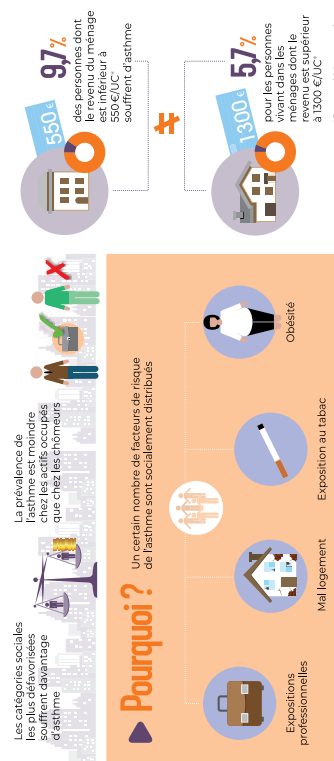 Les catégories sociales
les plus défavorisées
souffrent davantage
d'asthme
La prévalence de
l'asthme est moindre
chez les actifs occupés
que chez les chômeurs
550 €
9,7%
des personnes dont
le revenu du ménage
est inférieur à
550 €/UC*
souffrent d'asthme
≠
1300 €
5,7%
pour les personnes
vivant dans les
ménages dont le
revenu est supérieur
à 1300 €/UC*
Pourquoi ?
Un certain nombre de facteurs de risque
de l'asthme sont socialement distribués
Expositions
professionnelles
Mal logement
Exposition au tabac
Obésité